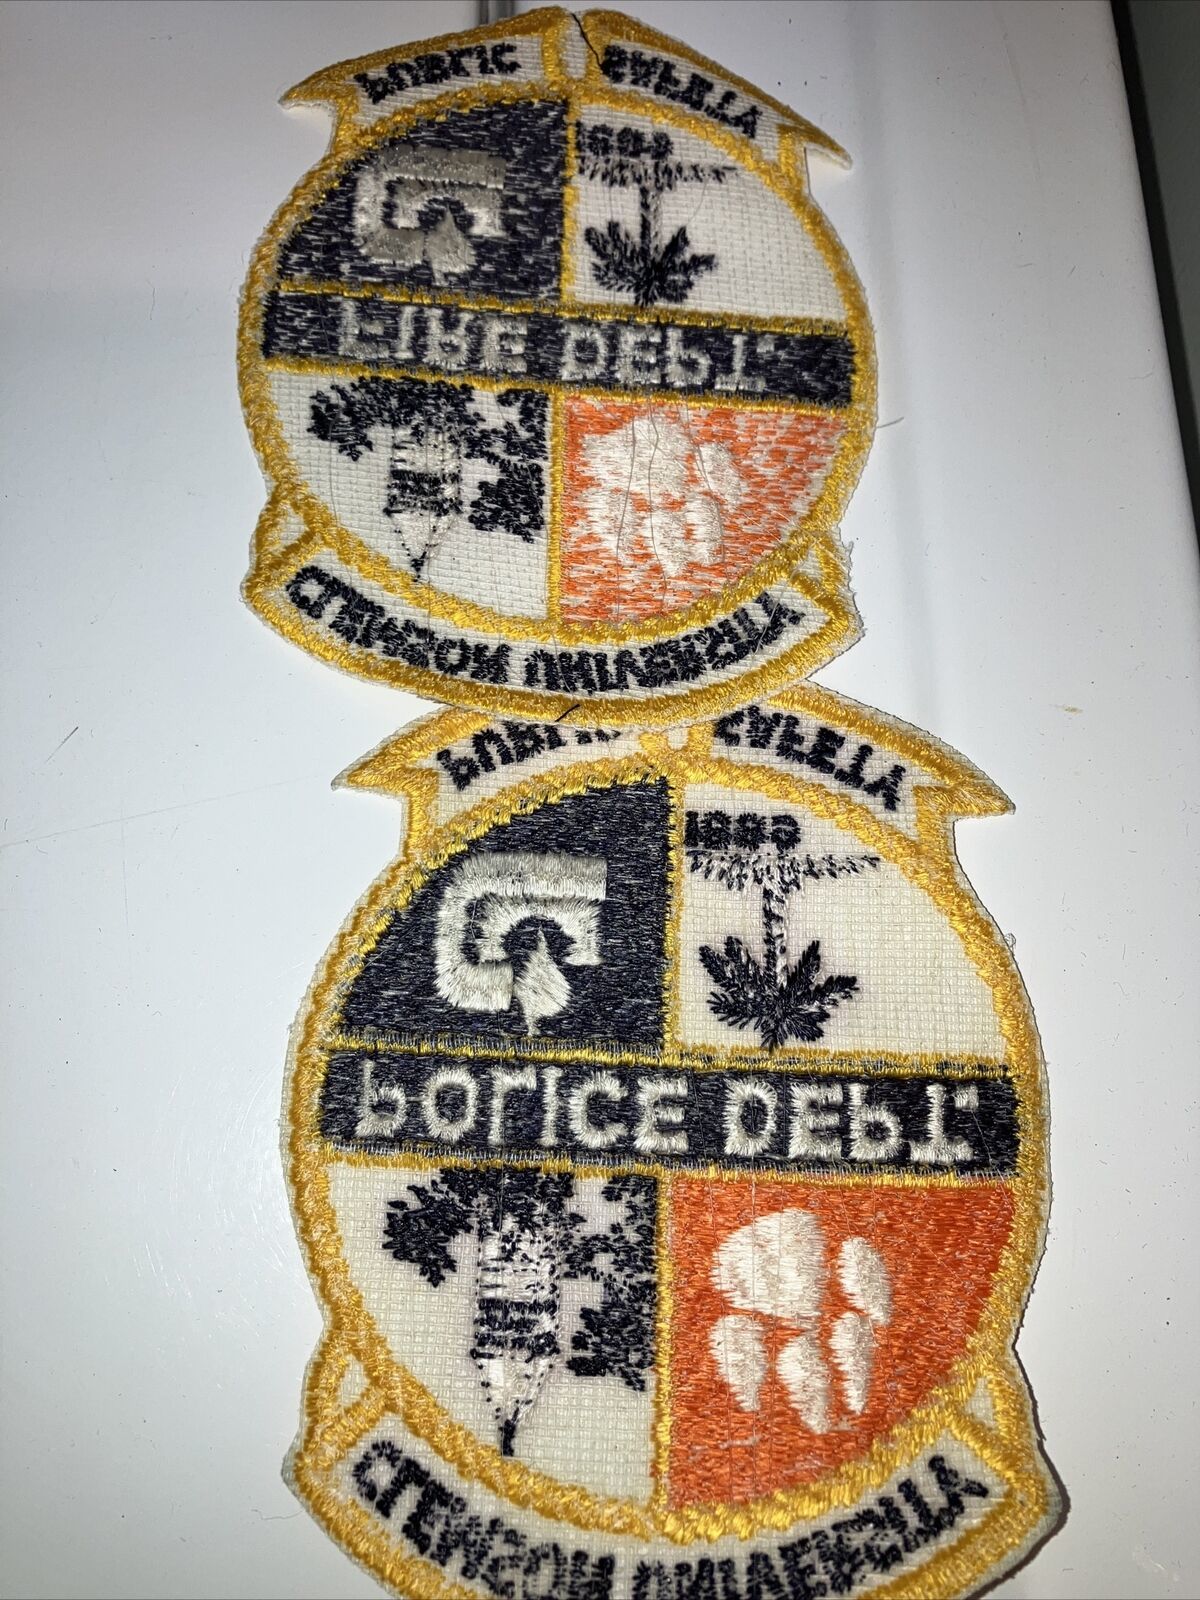 PUBLIC SAFETY
1889
FIRE DEPT.
CLEMSON UNIVERSITY
PUBLIC SAFETY
1889
POLICE DEPT.
CLEMSON UNIVERSITY